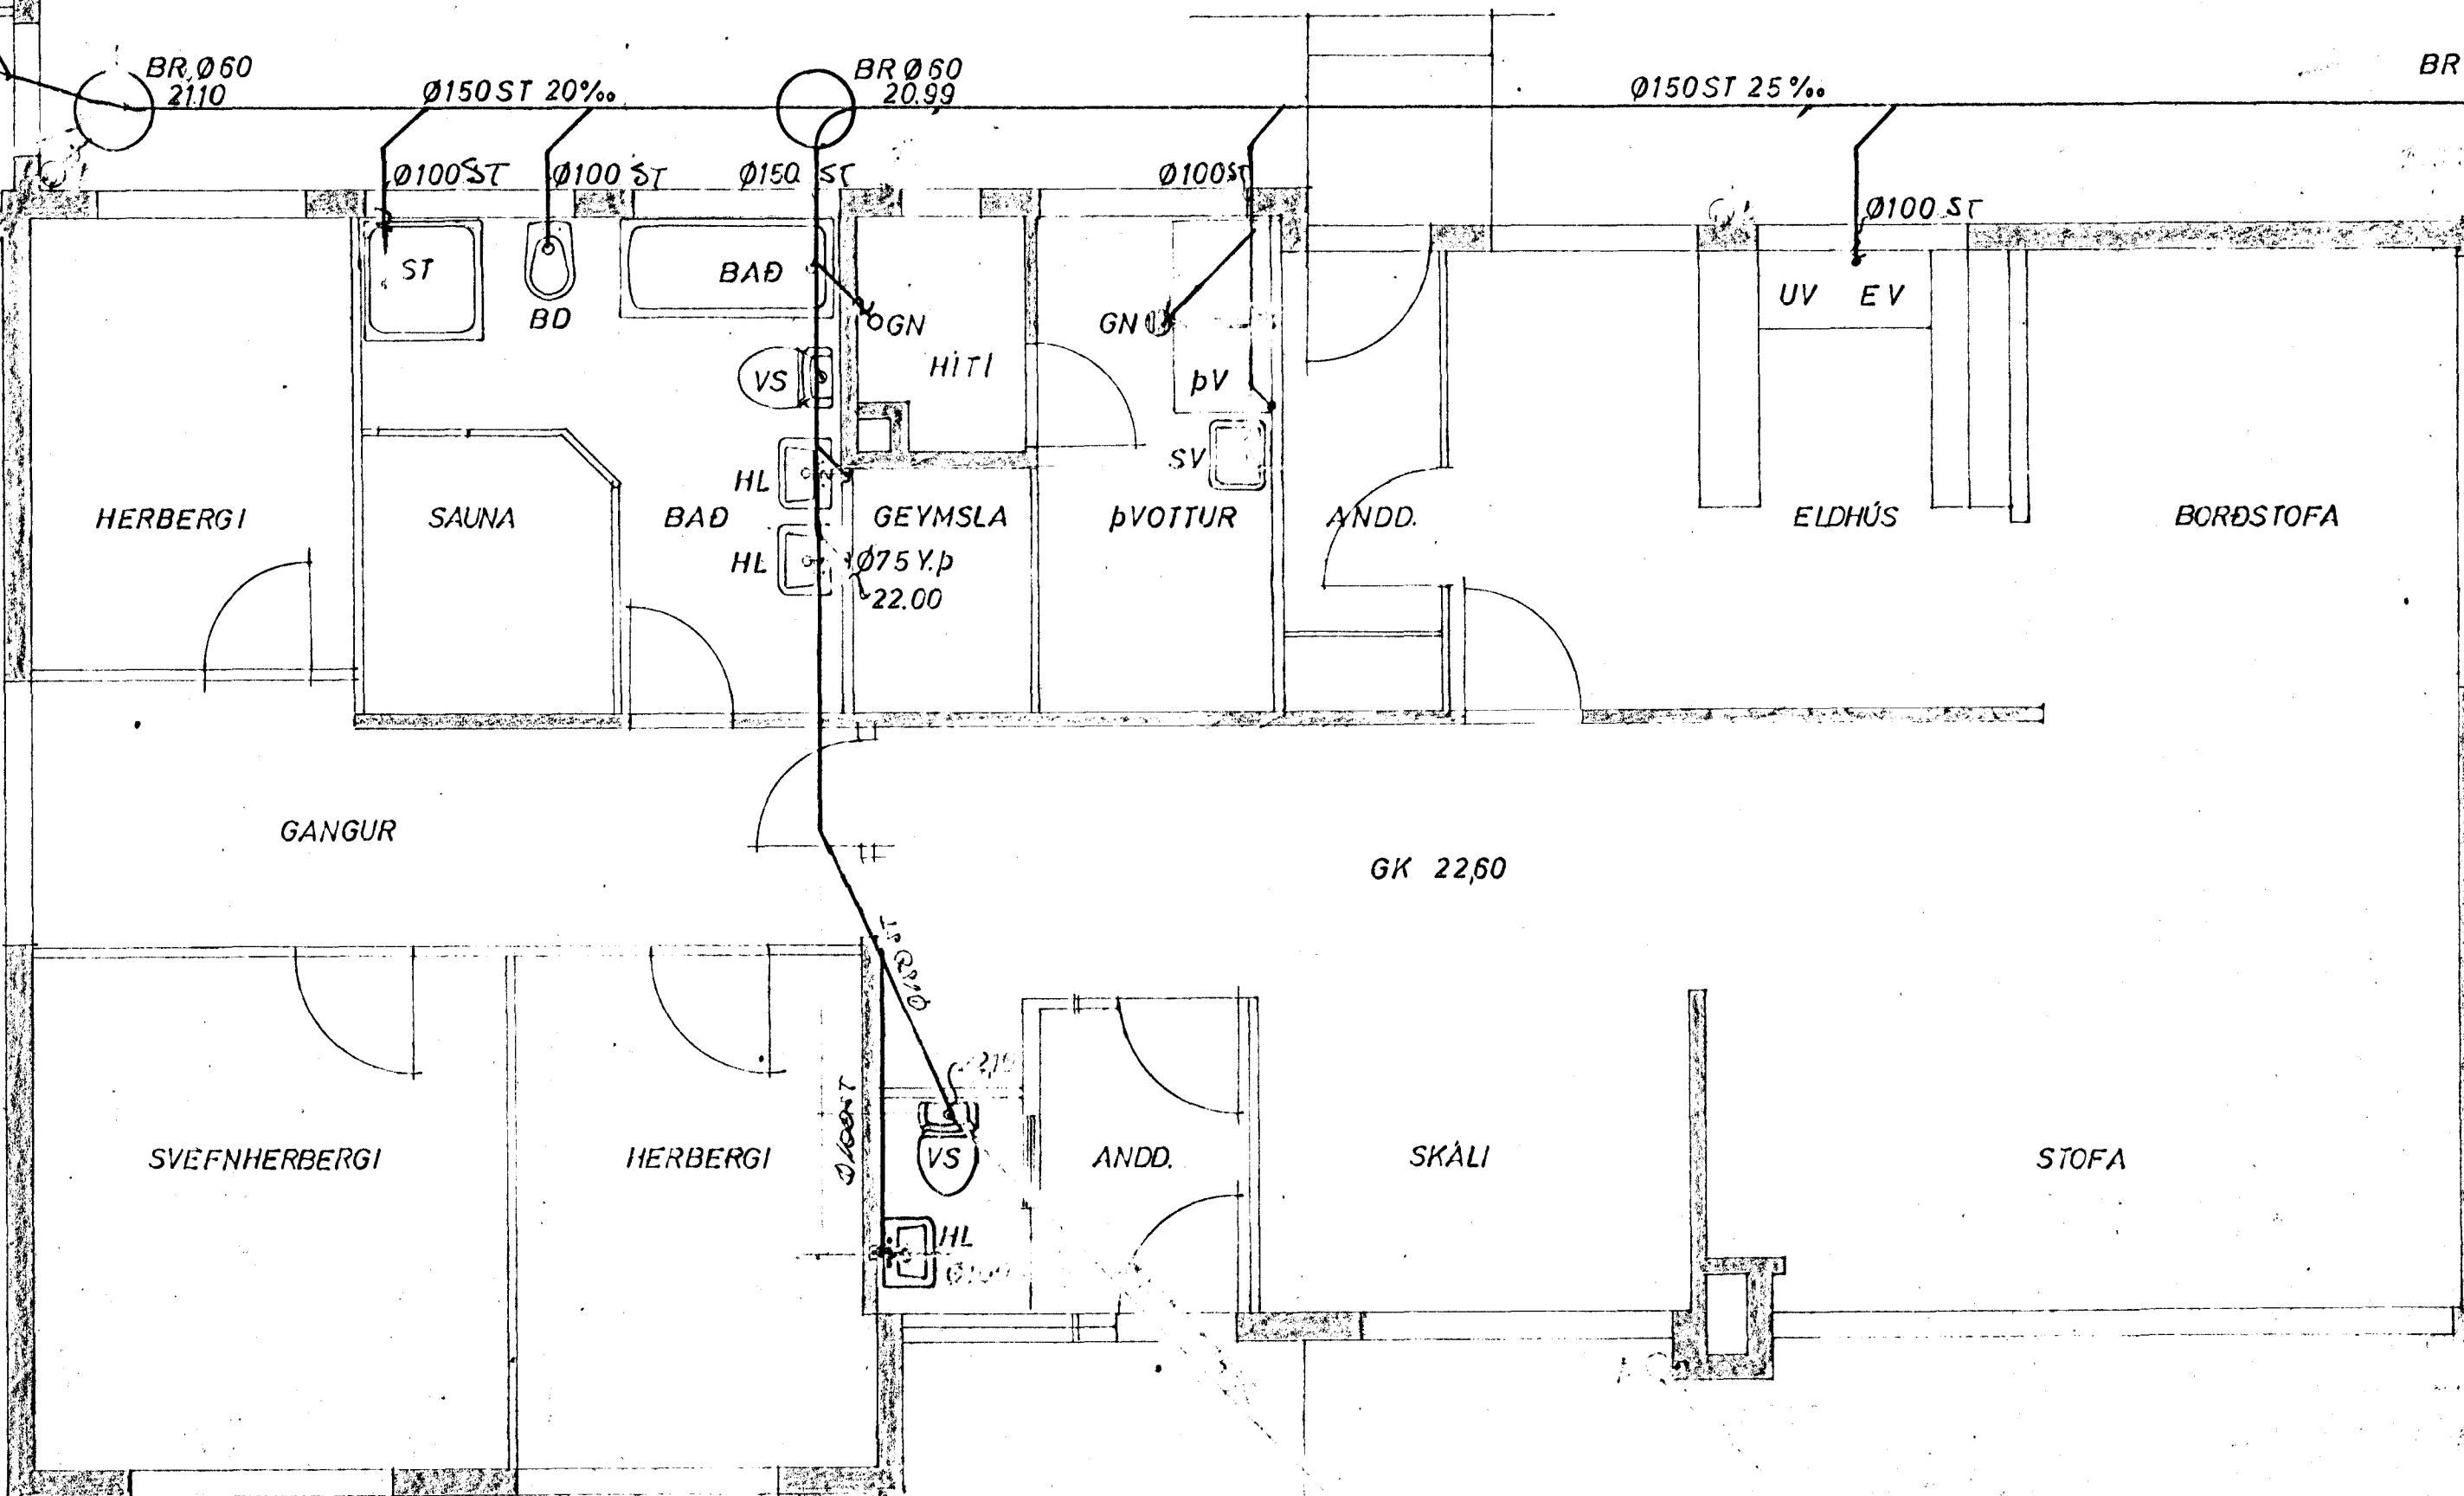 BR Ø60
21.10
Ø150 ST 20‰
BR Ø60
20.99
Ø150 ST 25‰
BR
Ø100 ST
Ø100 ST
Ø150 ST
Ø100 ST
Ø100 ST
ST
BD
BAÐ
GN
GN
UV EV
VS
HITI
ÞV
HL
SV
HERBERGI
SAUNA
BAÐ
GEYMSLA
ÞVOTTUR
ANDD.
ELDHÚS
BORÐSTOFA
HL
Ø75 Y.Þ
22.00
GANGUR
GK 22,60
Ø100ST
SVEFNHERBERGI
HERBERGI
VS
ANDD.
SKÁLI
STOFA
HL
Ø100